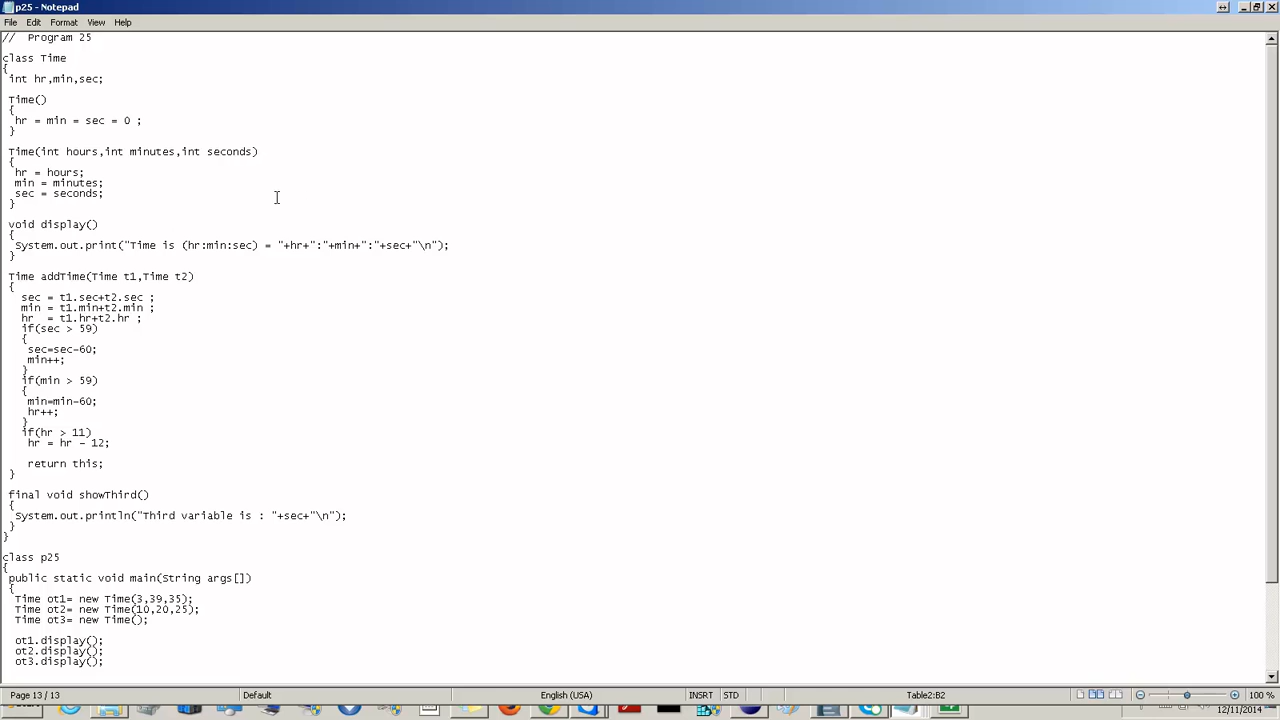 p25 - Notepad
File Edit Format View Help
//  Program 25
class Time
{
int hr,min,sec;
Time()
{
hr = min = sec = 0 ;
}
Time(int hours,int minutes,int seconds)
{
hr = hours;
min = minutes;
sec = seconds;
}
void display()
{
System.out.print("Time is (hr:min:sec) = "+hr+":"+min+":"+sec+"\n");
}
Time addTime(Time t1,Time t2)
{
sec = t1.sec+t2.sec ;
min = t1.min+t2.min ;
hr  = t1.hr+t2.hr ;
if(sec > 59)
{
sec=sec-60;
min++;
}
if(min > 59)
{
min=min-60;
hr++;
}
if(hr > 11)
hr = hr - 12;
return this;
}
final void showThird()
{
System.out.println("Third variable is : "+sec+"\n");
}
}
class p25
{
public static void main(String args[])
{
Time ot1= new Time(3,39,35);
Time ot2= new Time(10,20,25);
Time ot3= new Time();
ot1.display();
ot2.display();
ot3.display();
Page 13 / 13 Default English (USA) INSRT STD Table2:B2 100 %
12/11/2014